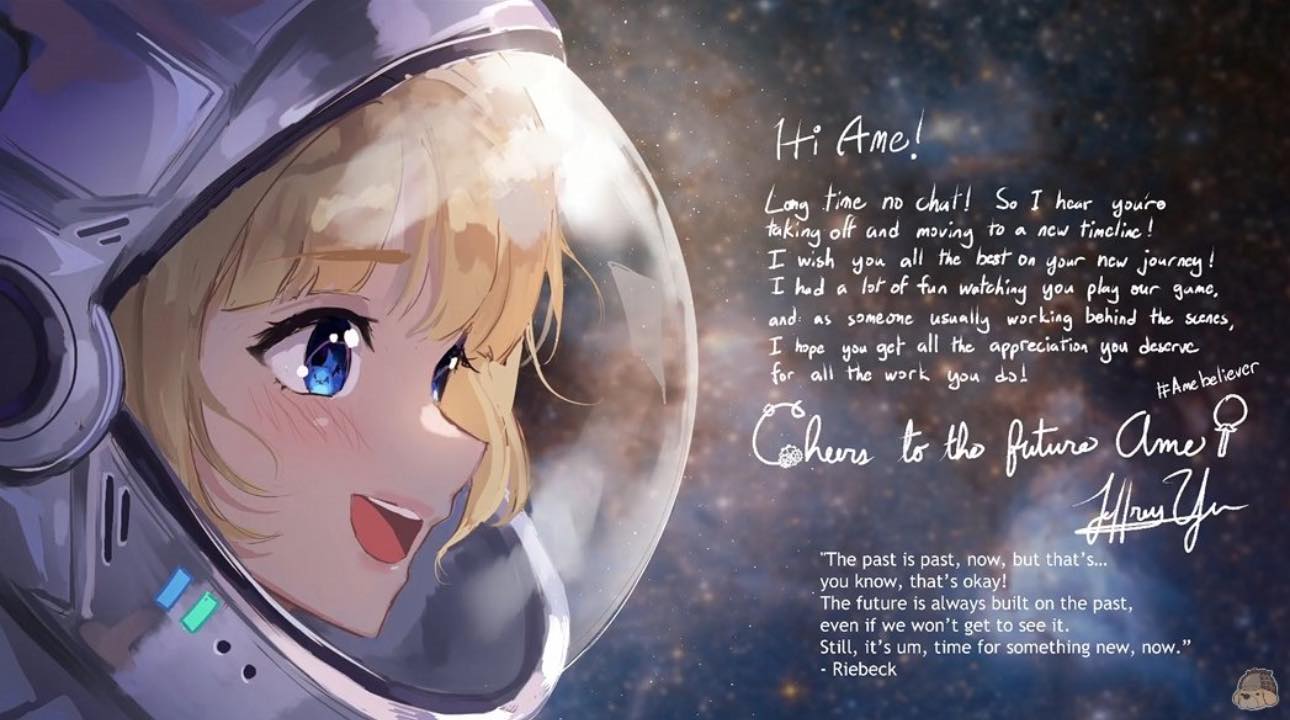 Hi Ame!
Long time no chat! So I hear you're
taking off and moving to a new timeline!
I wish you all the best on your new journey!
I had a lot of fun watching you play our game,
and as someone usually working behind the scenes,
I hope you get all the appreciation you deserve
for all the work you do!
#Amebeliever
Cheers to the future Ame!
Jeffrey Yu
"The past is past, now, but that's...
you know, that's okay!
The future is always built on the past,
even if we won't get to see it.
Still, it's um, time for something new, now."
- Riebeck